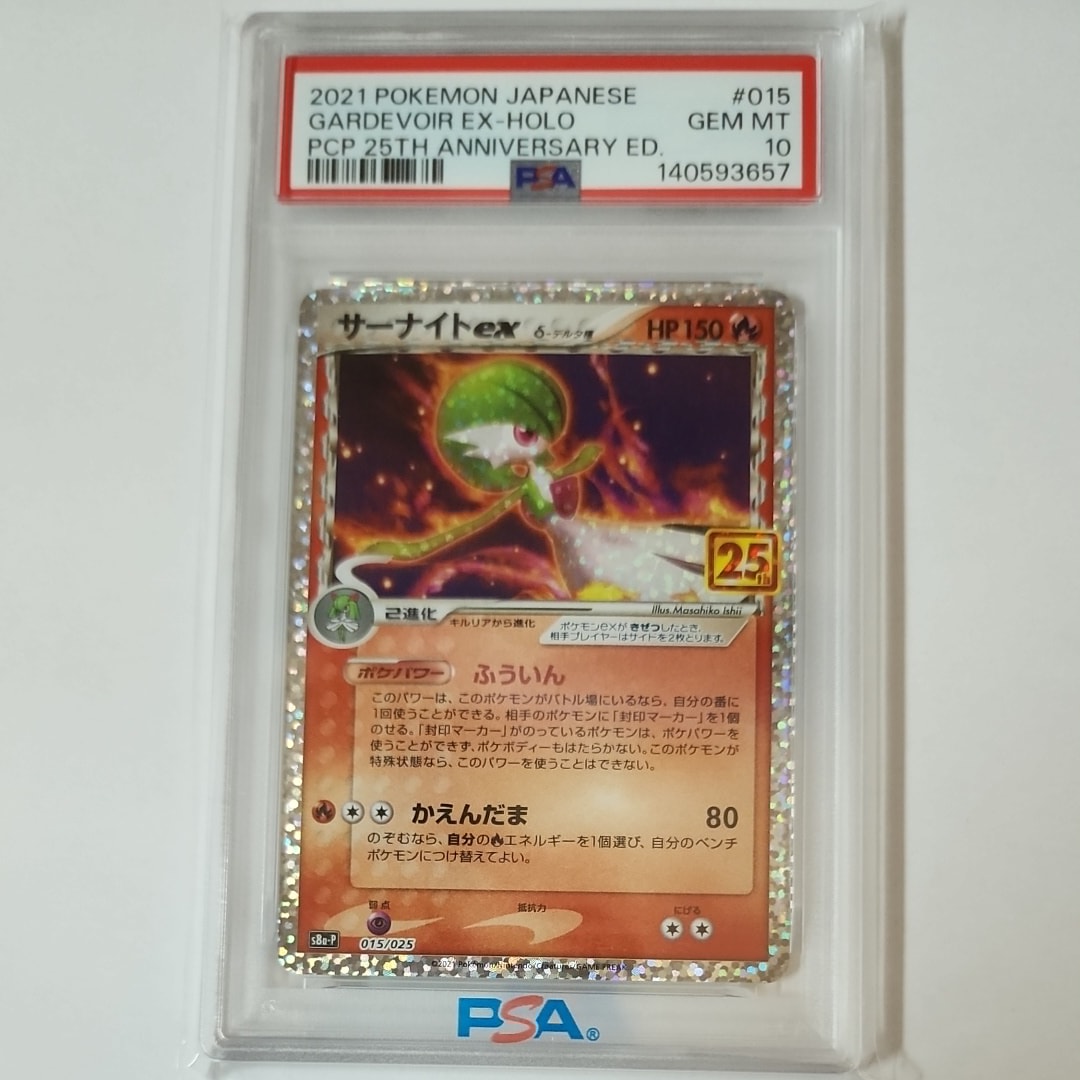 2021 POKEMON JAPANESE #015
GARDEVOIR EX-HOLO GEM MT
PCP 25TH ANNIVERSARY ED. 10
PSA 140593657
サーナイトex δ-デルタ種 HP150
25th
2進化
キルリアから進化
Illus. Masahiko Ishii
ポケモンexが きぜつしたとき、
相手プレイヤーはサイドを2枚とります。
ポケパワー ふういん
このパワーは、このポケモンがバトル場にいるなら、自分の番に
1回使うことができる。相手のポケモンに「封印マーカー」を1個
のせる。「封印マーカー」がのっているポケモンは、ポケパワーを
使うことができず、ポケボディーもはたらかない。このポケモンが
特殊状態なら、このパワーを使うことはできない。
かえんだま 80
のぞむなら、自分のエネルギーを1個選び、自分のベンチ
ポケモンにつけ替えてよい。
弱点 抵抗力 にげる
s8a-P 015/025
©2021 Pokémon/Nintendo/Creatures/GAME FREAK
PSA®